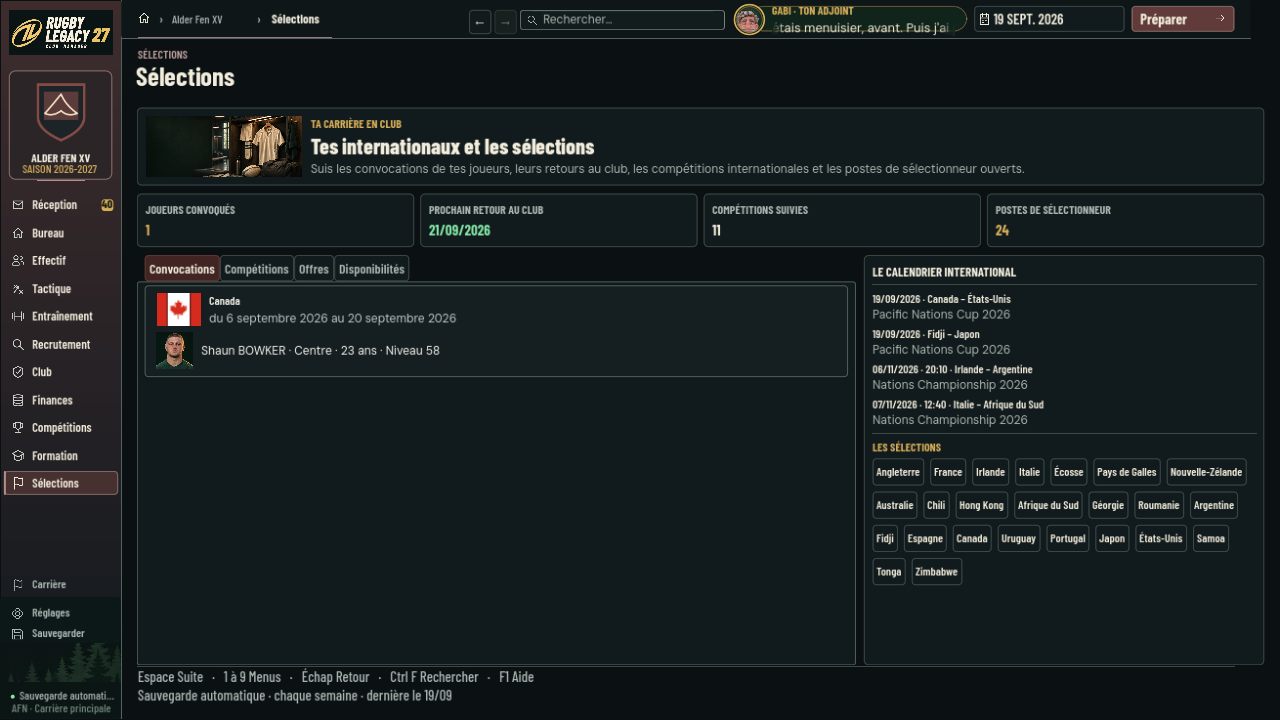 RUGBY
LEGACY 27
CLUB MANAGER
ALDER FEN XV
SAISON 2026-2027
Réception 40
Bureau
Effectif
Tactique
Entraînement
Recrutement
Club
Finances
Compétitions
Formation
Sélections
Carrière
Réglages
Sauvegarder
Sauvegarde automati...
AFN · Carrière principale
› Alder Fen XV › Sélections
← → Rechercher...
GABI · TON ADJOINT
étais menuisier, avant. Puis j'ai
19 SEPT. 2026
Préparer →
SÉLECTIONS
Sélections
TA CARRIÈRE EN CLUB
Tes internationaux et les sélections
Suis les convocations de tes joueurs, leurs retours au club, les compétitions internationales et les postes de sélectionneur ouverts.
JOUEURS CONVOQUÉS
1
PROCHAIN RETOUR AU CLUB
21/09/2026
COMPÉTITIONS SUIVIES
11
POSTES DE SÉLECTIONNEUR
24
Convocations Compétitions Offres Disponibilités
Canada
du 6 septembre 2026 au 20 septembre 2026
Shaun BOWKER · Centre · 23 ans · Niveau 58
LE CALENDRIER INTERNATIONAL
19/09/2026 · Canada – États-Unis
Pacific Nations Cup 2026
19/09/2026 · Fidji – Japon
Pacific Nations Cup 2026
06/11/2026 · 20:10 · Irlande – Argentine
Nations Championship 2026
07/11/2026 · 12:40 · Italie – Afrique du Sud
Nations Championship 2026
LES SÉLECTIONS
Angleterre France Irlande Italie Écosse Pays de Galles Nouvelle-Zélande
Australie Chili Hong Kong Afrique du Sud Géorgie Roumanie Argentine
Fidji Espagne Canada Uruguay Portugal Japon États-Unis Samoa
Tonga Zimbabwe
Espace Suite · 1 à 9 Menus · Échap Retour · Ctrl F Rechercher · F1 Aide
Sauvegarde automatique · chaque semaine · dernière le 19/09